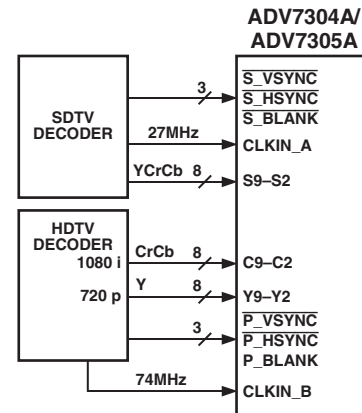 ADV7304A/
ADV7305A
SDTV
DECODER
3
S_VSYNC
S_HSYNC
S_BLANK
27MHz
CLKIN_A
YCrCb 8
S9–S2
HDTV
DECODER
1080 i
CrCb 8
C9–C2
720 p
Y 8
Y9–Y2
3
P_VSYNC
P_HSYNC
P_BLANK
74MHz
CLKIN_B